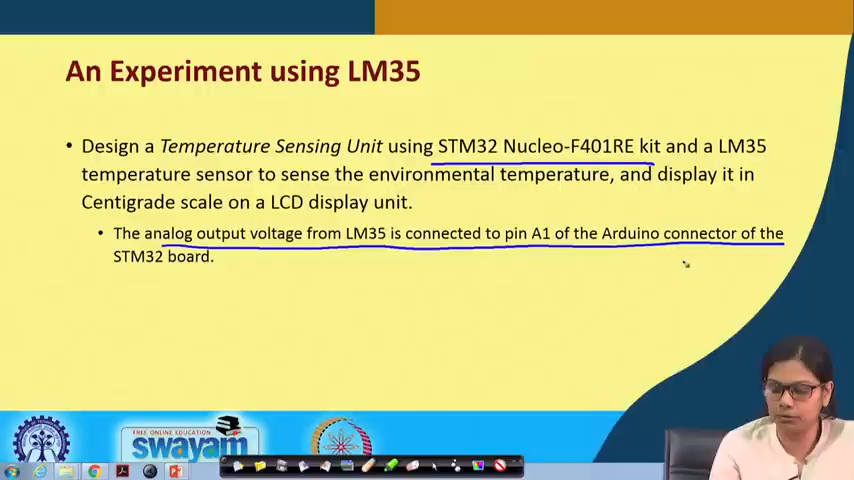 An Experiment using LM35
• Design a Temperature Sensing Unit using STM32 Nucleo-F401RE kit and a LM35
temperature sensor to sense the environmental temperature, and display it in
Centigrade scale on a LCD display unit.
• The analog output voltage from LM35 is connected to pin A1 of the Arduino connector of the
STM32 board.
FREE ONLINE EDUCATION
swayam